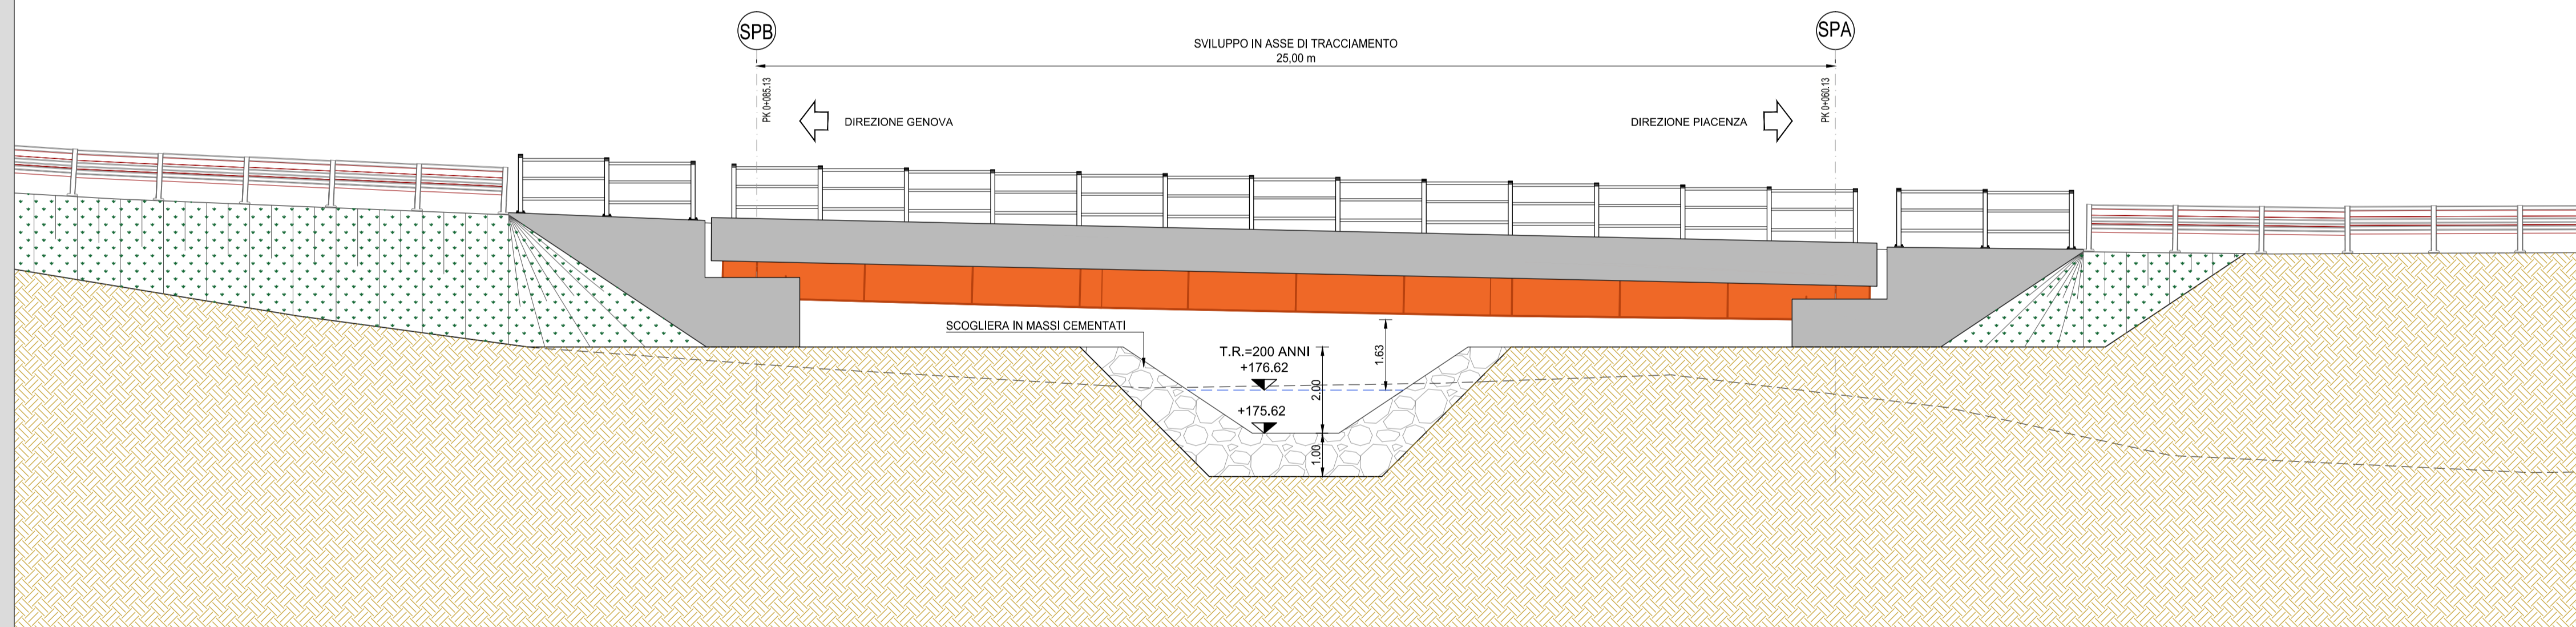 SPB
SPA
SVILUPPO IN ASSE DI TRACCIAMENTO
25,00 m
PK 0+085.13
PK 0+060.13
DIREZIONE GENOVA
DIREZIONE PIACENZA
SCOGLIERA IN MASSI CEMENTATI
T.R.=200 ANNI
+176.62
1.63
2.00
+175.62
1.00